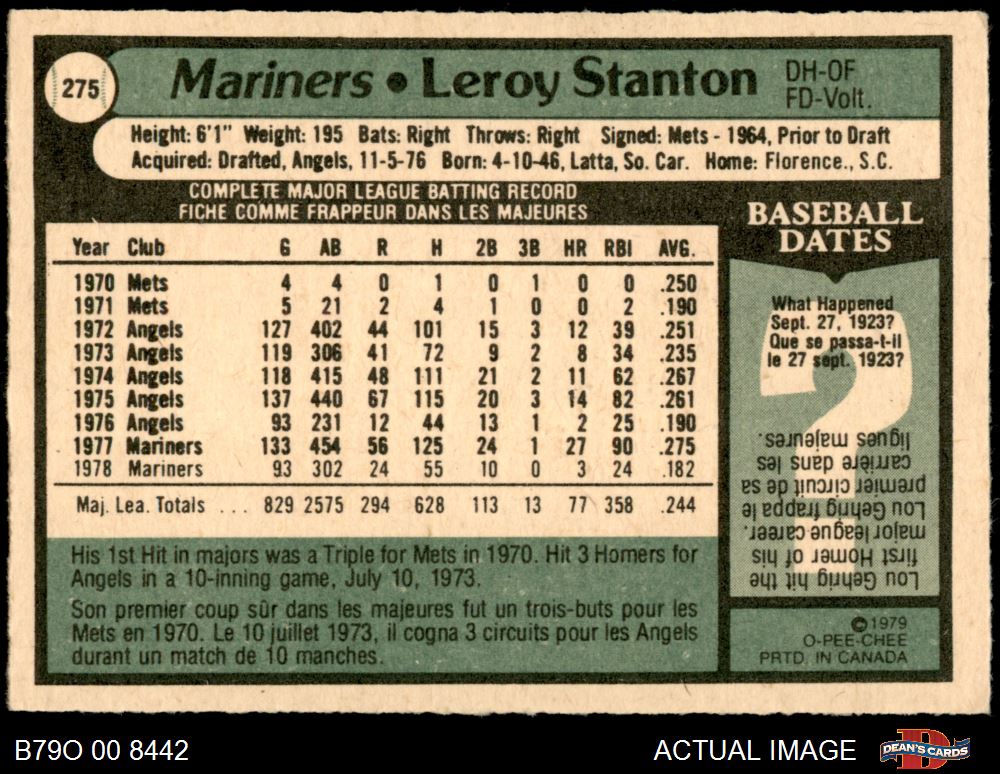 275
Mariners • Leroy Stanton
DH-OF
FD-Volt.
Height: 6'1" Weight: 195 Bats: Right Throws: Right Signed: Mets - 1964, Prior to Draft
Acquired: Drafted, Angels, 11-5-76 Born: 4-10-46, Latta, So. Car. Home: Florence., S.C.
COMPLETE MAJOR LEAGUE BATTING RECORD
FICHE COMME FRAPPEUR DANS LES MAJEURES
Year Club G AB R H 2B 3B HR RBI AVG.
1970 Mets 4 4 0 1 0 1 0 0 .250
1971 Mets 5 21 2 4 1 0 0 2 .190
1972 Angels 127 402 44 101 15 3 12 39 .251
1973 Angels 119 306 41 72 9 2 8 34 .235
1974 Angels 118 415 48 111 21 2 11 62 .267
1975 Angels 137 440 67 115 20 3 14 82 .261
1976 Angels 93 231 12 44 13 1 2 25 .190
1977 Mariners 133 454 56 125 24 1 27 90 .275
1978 Mariners 93 302 24 55 10 0 3 24 .182
Maj. Lea. Totals ... 829 2575 294 628 113 13 77 358 .244
His 1st Hit in majors was a Triple for Mets in 1970. Hit 3 Homers for
Angels in a 10-inning game, July 10, 1973.
Son premier coup sûr dans les majeures fut un trois-buts pour les
Mets en 1970. Le 10 juillet 1973, il cogna 3 circuits pour les Angels
durant un match de 10 manches.
BASEBALL
DATES
What Happened
Sept. 27, 1923?
Que se passa-t-il
le 27 sept. 1923?
Lou Gehrig hit the
first Homer of his
major league career.
Lou Gehrig frappa le
premier circuit de sa
carrière dans les
ligues majeures.
©1979
O-PEE-CHEE
PRTD. IN CANADA
B79O 00 8442
ACTUAL IMAGE
B
DEAN'S CARDS